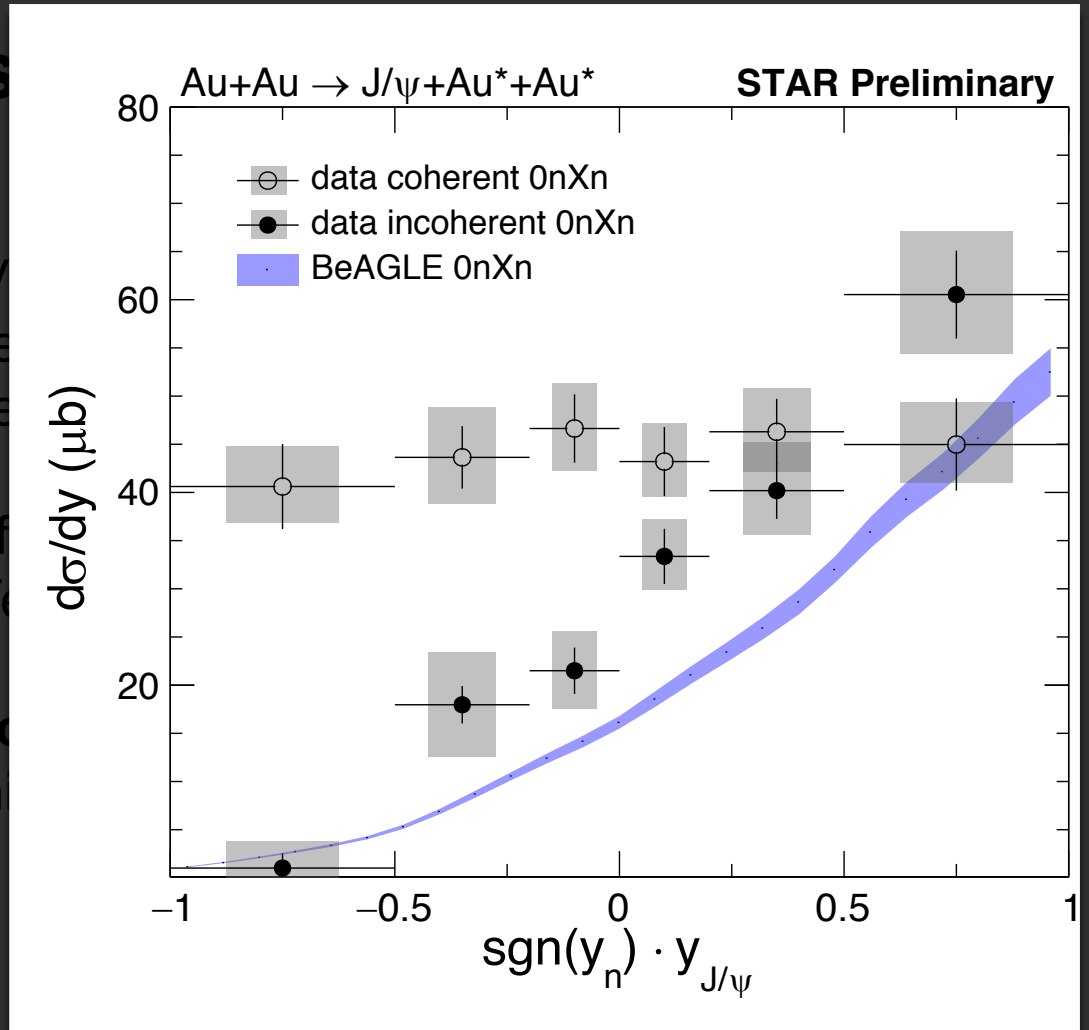 Au+Au → J/ψ+Au*+Au*
STAR Preliminary
data coherent 0nXn
data incoherent 0nXn
BeAGLE 0nXn
dσ/dy (μb)
80
60
40
20
−1
−0.5
0
0.5
1
sgn(y_n) · y_J/ψ